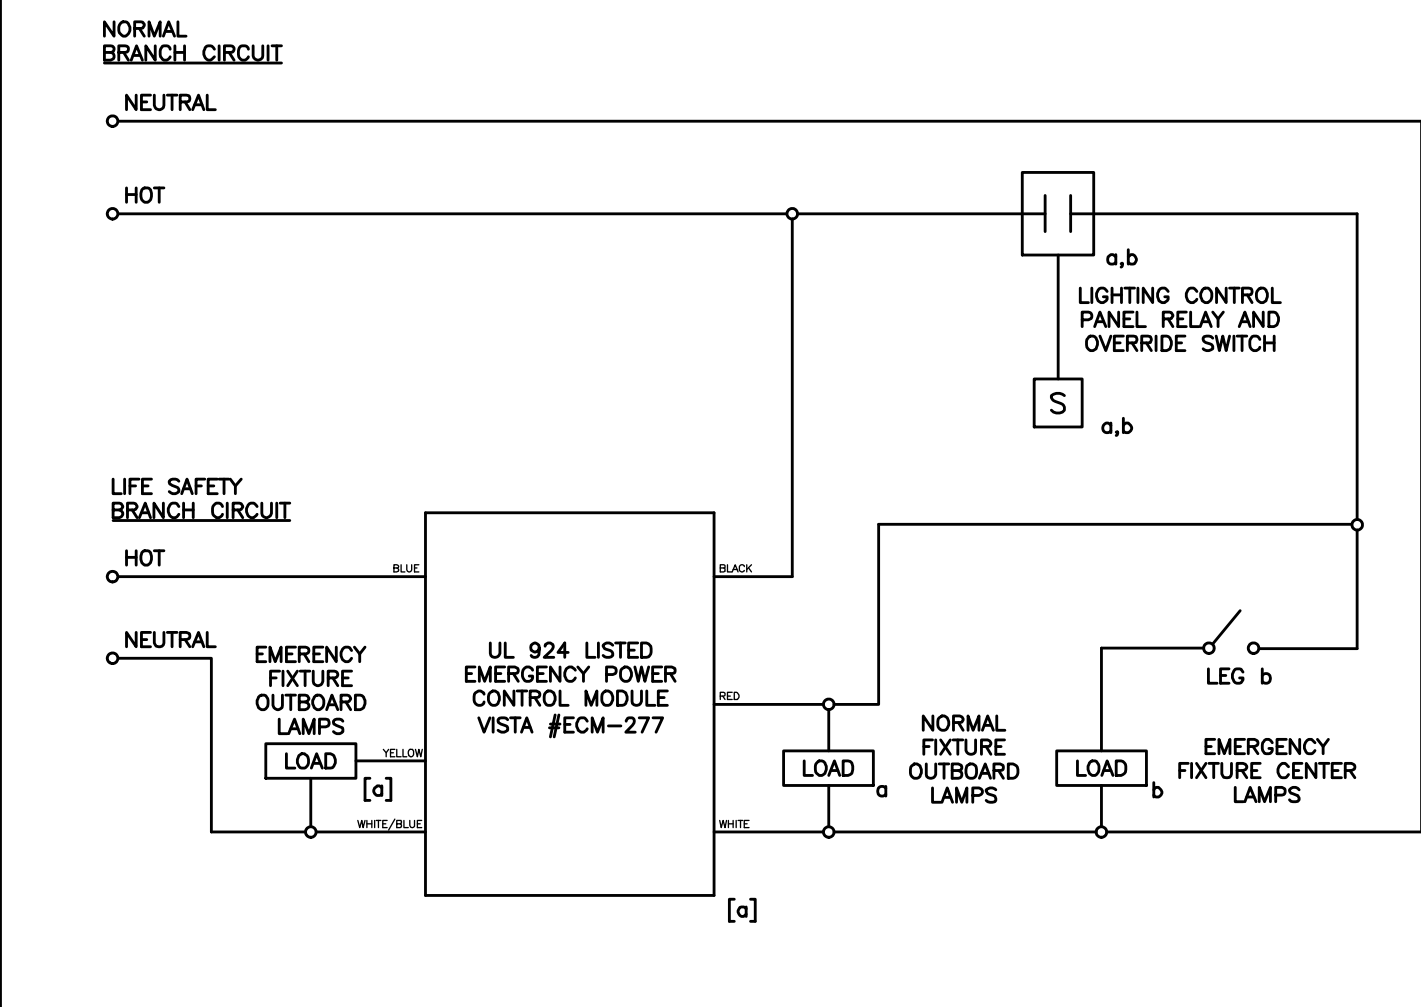 NORMAL
BRANCH CIRCUIT
NEUTRAL
HOT
a,b
LIGHTING CONTROL
PANEL RELAY AND
OVERRIDE SWITCH
S
a,b
LIFE SAFETY
BRANCH CIRCUIT
HOT
BLUE
BLACK
NEUTRAL
EMERENCY
FIXTURE
OUTBOARD
LAMPS
LOAD
YELLOW
[a]
WHITE/BLUE
UL 924 LISTED
EMERGENCY POWER
CONTROL MODULE
VISTA #ECM-277
RED
WHITE
[a]
LOAD
a
NORMAL
FIXTURE
OUTBOARD
LAMPS
LEG b
LOAD
b
EMERGENCY
FIXTURE CENTER
LAMPS